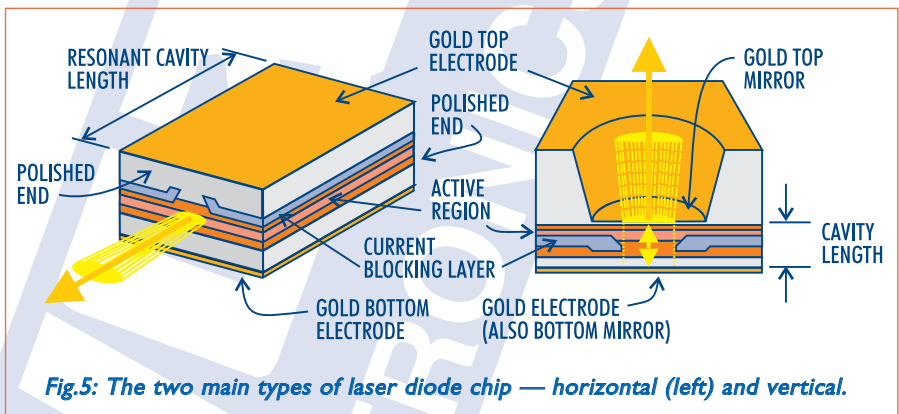 RESONANT CAVITY
LENGTH
GOLD TOP
ELECTRODE
GOLD TOP
MIRROR
POLISHED
END
POLISHED
END
ACTIVE
REGION
CURRENT
BLOCKING LAYER
CAVITY
LENGTH
GOLD BOTTOM
ELECTRODE
GOLD ELECTRODE
(ALSO BOTTOM MIRROR)
Fig.5: The two main types of laser diode chip — horizontal (left) and vertical.